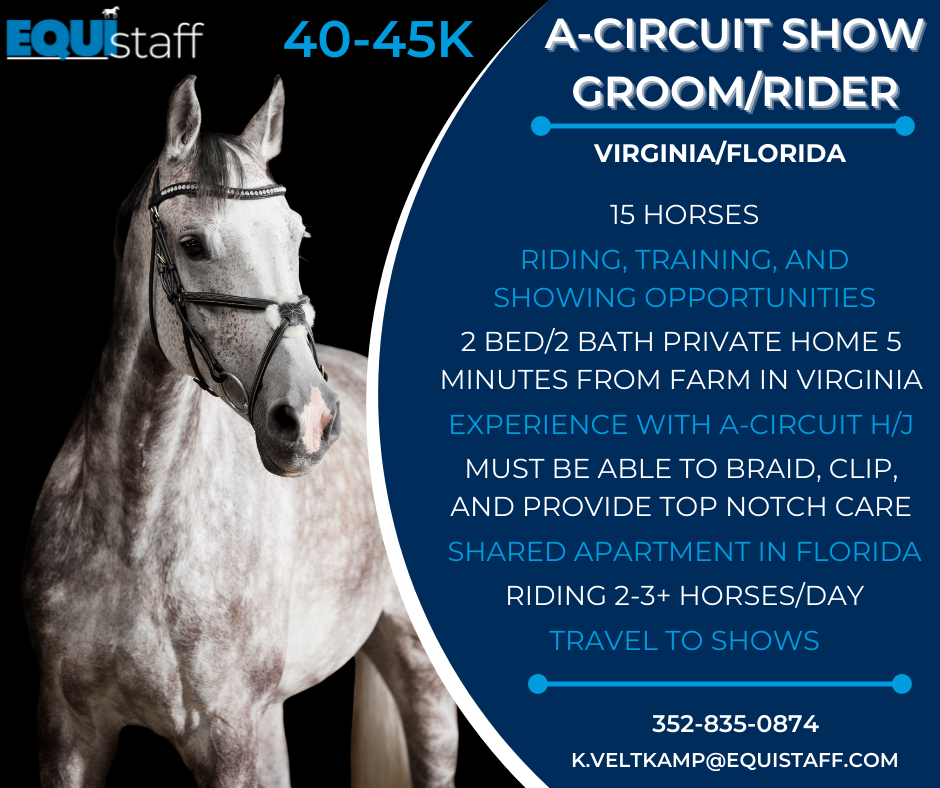 EQUIstaff
40-45K
A-CIRCUIT SHOW
GROOM/RIDER
VIRGINIA/FLORIDA
15 HORSES
RIDING, TRAINING, AND
SHOWING OPPORTUNITIES
2 BED/2 BATH PRIVATE HOME 5
MINUTES FROM FARM IN VIRGINIA
EXPERIENCE WITH A-CIRCUIT H/J
MUST BE ABLE TO BRAID, CLIP,
AND PROVIDE TOP NOTCH CARE
SHARED APARTMENT IN FLORIDA
RIDING 2-3+ HORSES/DAY
TRAVEL TO SHOWS
352-835-0874
K.VELTKAMP@EQUISTAFF.COM